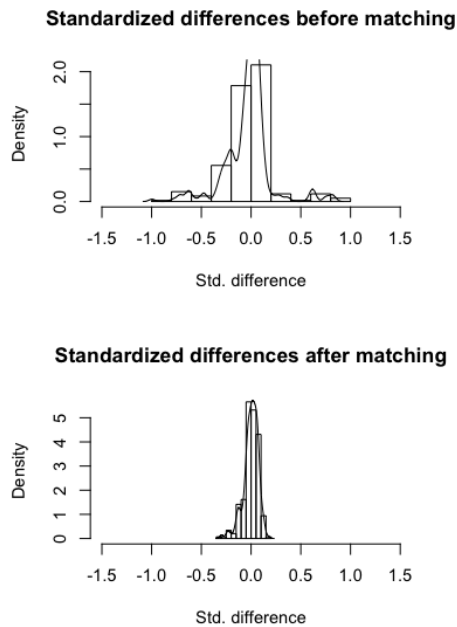 Standardized differences before matching
Density
2.0
1.0
0.0
-1.5 -1.0 -0.5 0.0 0.5 1.0 1.5
Std. difference
Standardized differences after matching
Density
5
4
3
2
1
0
-1.5 -1.0 -0.5 0.0 0.5 1.0 1.5
Std. difference